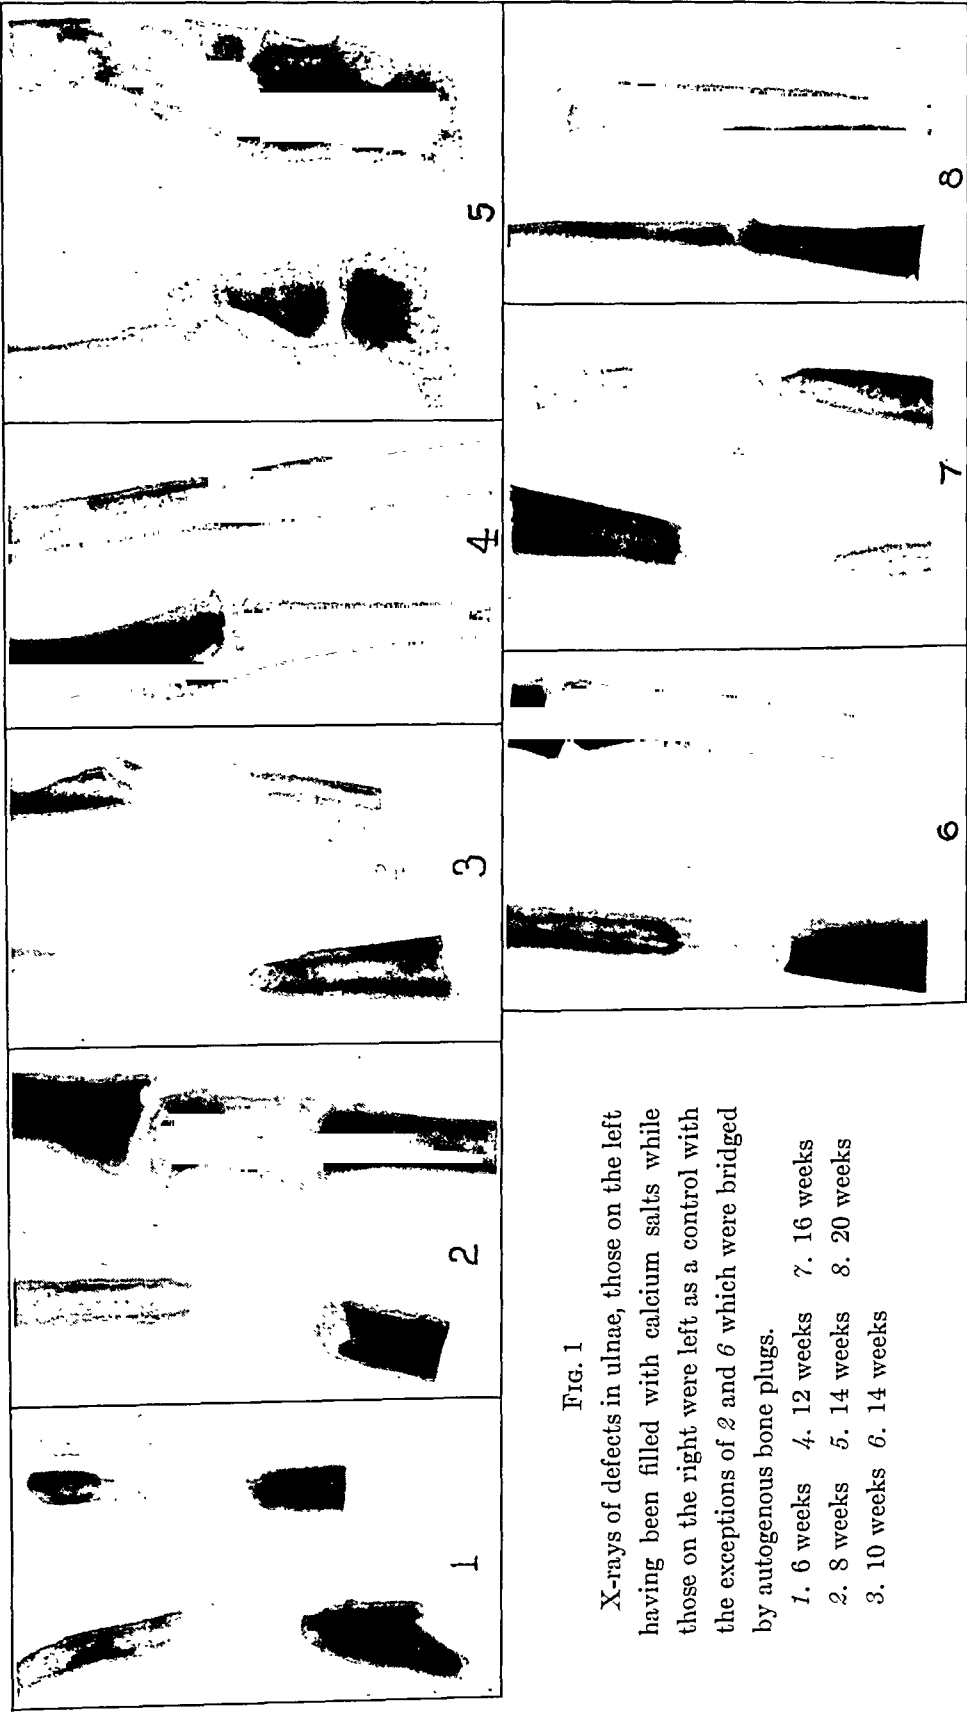 1
2
3
4
5
6
7
8
FIG. 1
X-rays of defects in ulnae, those on the left
having been filled with calcium salts while
those on the right were left as a control with
the exceptions of 2 and 6 which were bridged
by autogenous bone plugs.
1. 6 weeks 4. 12 weeks 7. 16 weeks
2. 8 weeks 5. 14 weeks 8. 20 weeks
3. 10 weeks 6. 14 weeks